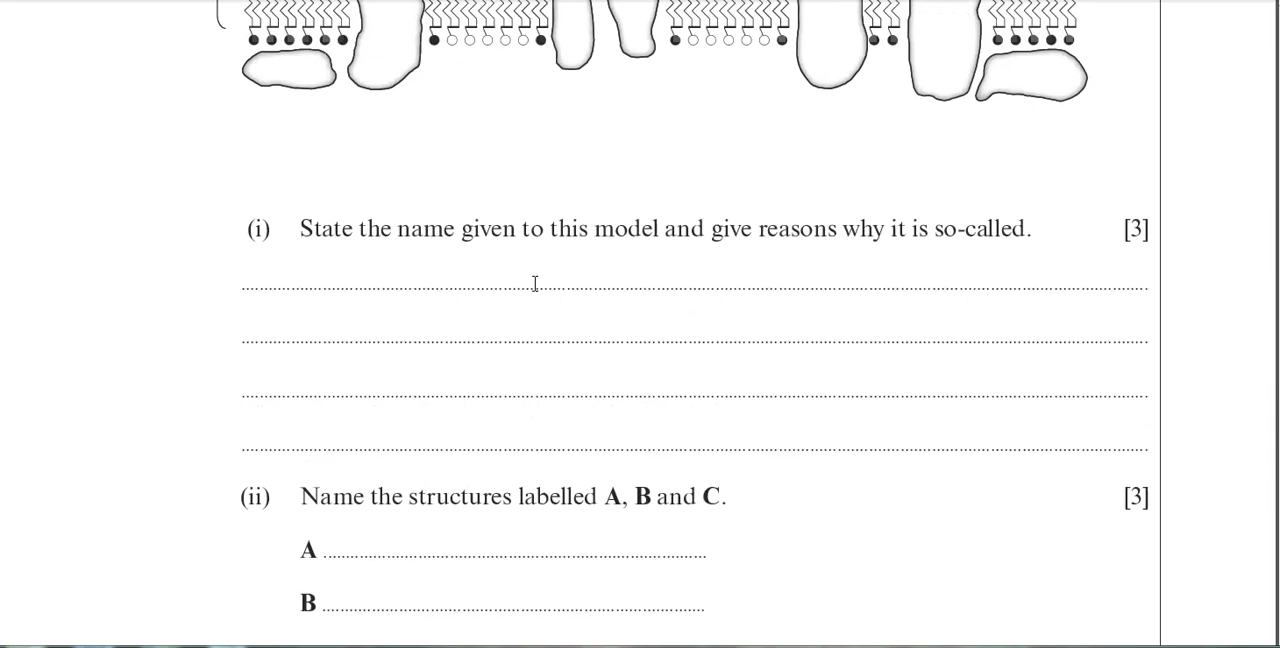 (i) State the name given to this model and give reasons why it is so-called. [3]
(ii) Name the structures labelled A, B and C. [3]
A
B